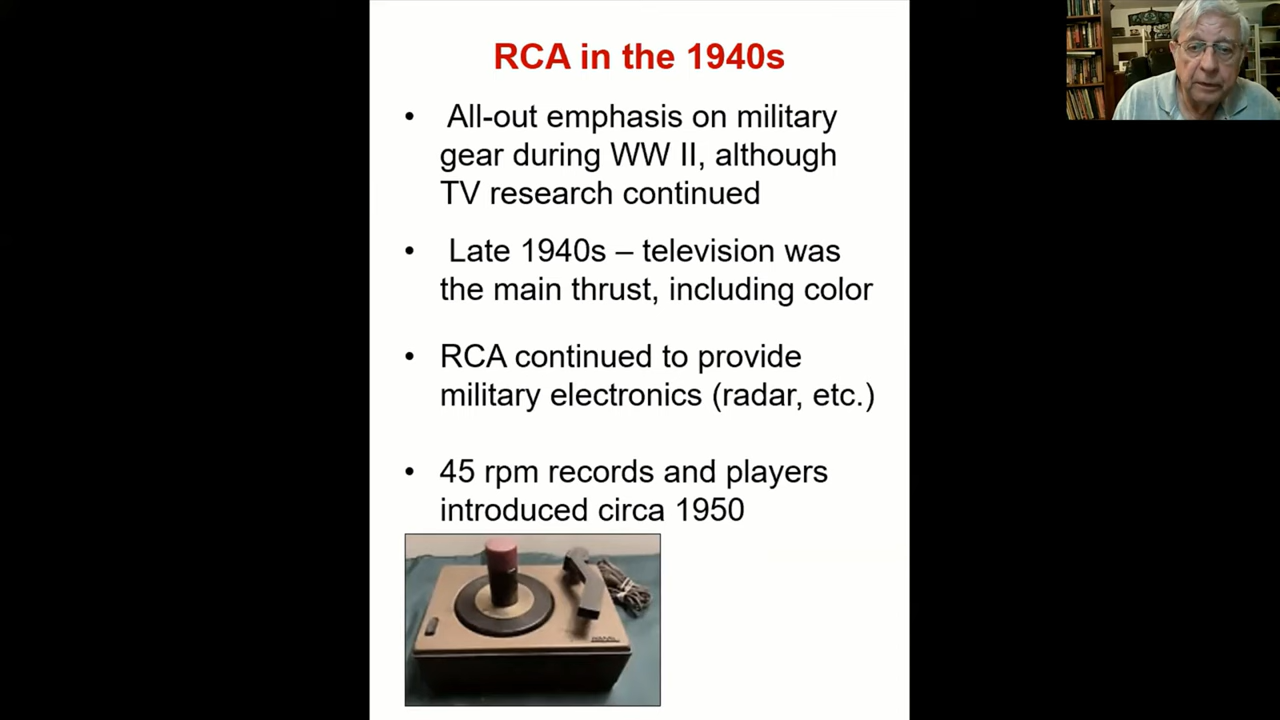 RCA in the 1940s
• All-out emphasis on military
gear during WW II, although
TV research continued
• Late 1940s – television was
the main thrust, including color
• RCA continued to provide
military electronics (radar, etc.)
• 45 rpm records and players
introduced circa 1950